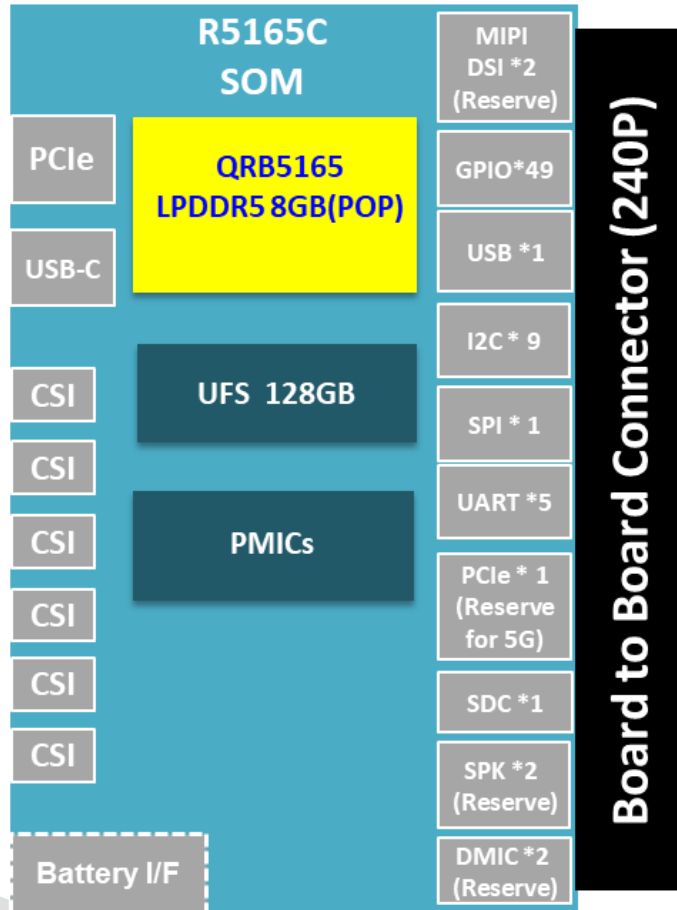 R5165C
SOM
PCIe
USB-C
CSI
CSI
CSI
CSI
CSI
CSI
Battery I/F
QRB5165
LPDDR5 8GB(POP)
UFS 128GB
PMICs
MIPI
DSI *2
(Reserve)
GPIO*49
USB *1
I2C * 9
SPI * 1
UART *5
PCIe * 1
(Reserve
for 5G)
SDC *1
SPK *2
(Reserve)
DMIC *2
(Reserve)
Board to Board Connector (240P)